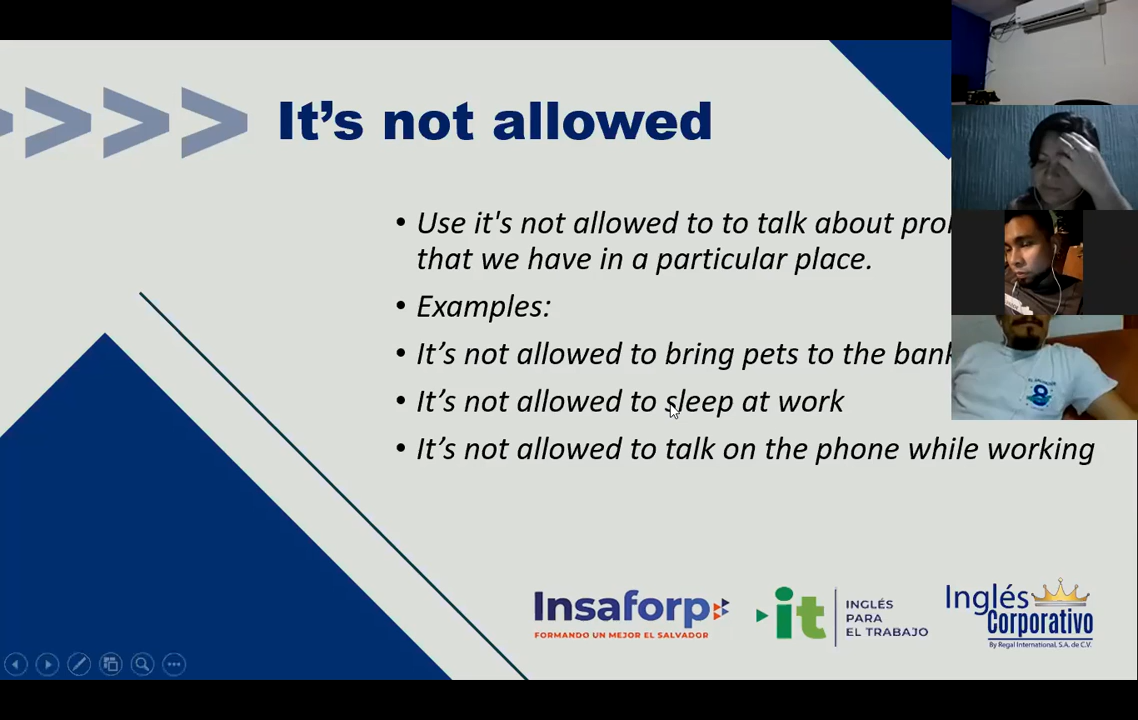 It’s not allowed
• Use it's not allowed to to talk about
that we have in a particular place.
• Examples:
• It’s not allowed to bring pets to the bank
• It’s not allowed to sleep at work
• It’s not allowed to talk on the phone while working
Insaforp
FORMANDO UN MEJOR EL SALVADOR
it
INGLÉS
PARA
EL TRABAJO
Inglés
Corporativo
By Regal International, S.A. de C.V.